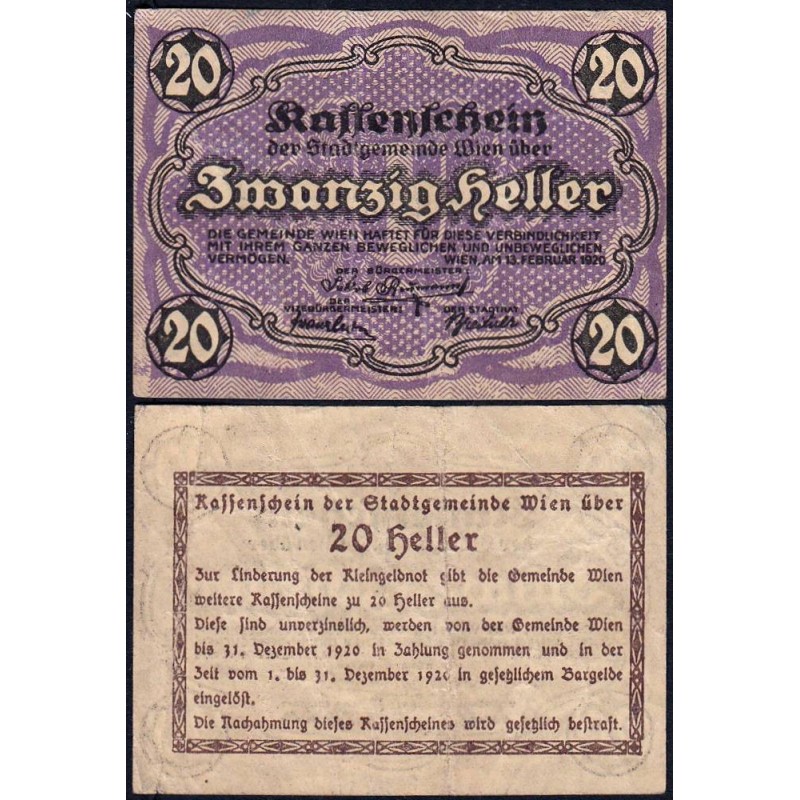 20 20
Kassenschein
der Stadtgemeinde Wien über
Zwanzig Heller
DIE GEMEINDE WIEN HAFTET FÜR DIESE VERBINDLICHKEIT
MIT IHREM GANZEN BEWEGLICHEN UND UNBEWEGLICHEN
VERMÖGEN. WIEN, AM 13. FEBRUAR 1920
DER BÜRGERMEISTER:
DER
VIZEBÜRGERMEISTER: DER STADTRAT:
20 20
Kassenschein der Stadtgemeinde Wien über
20 Heller
Zur Linderung der Kleingeldnot gibt die Gemeinde Wien
weitere Kassenscheine zu 20 Heller aus.
Diese sind unverzinslich, werden von der Gemeinde Wien
bis 31. Dezember 1920 in Zahlung genommen und in der
Zeit vom 1. bis 31. Dezember 1920 in gesetzlichem Bargelde
eingelöst.
Die Nachahmung dieses Kassenscheines wird gesetzlich bestraft.